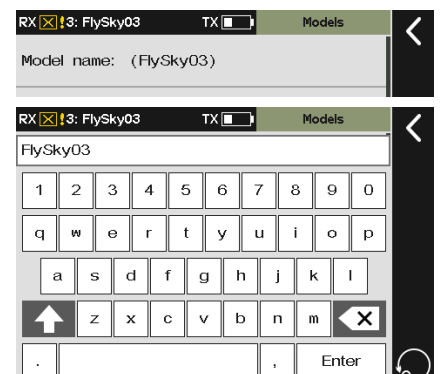 RX !3: FlySky03 TX Models
Model name: (FlySky03)
RX !3: FlySky03 TX Models
FlySky03
1 2 3 4 5 6 7 8 9 0
q w e r t y u i o p
a s d f g h j k l
z x c v b n m
. , Enter